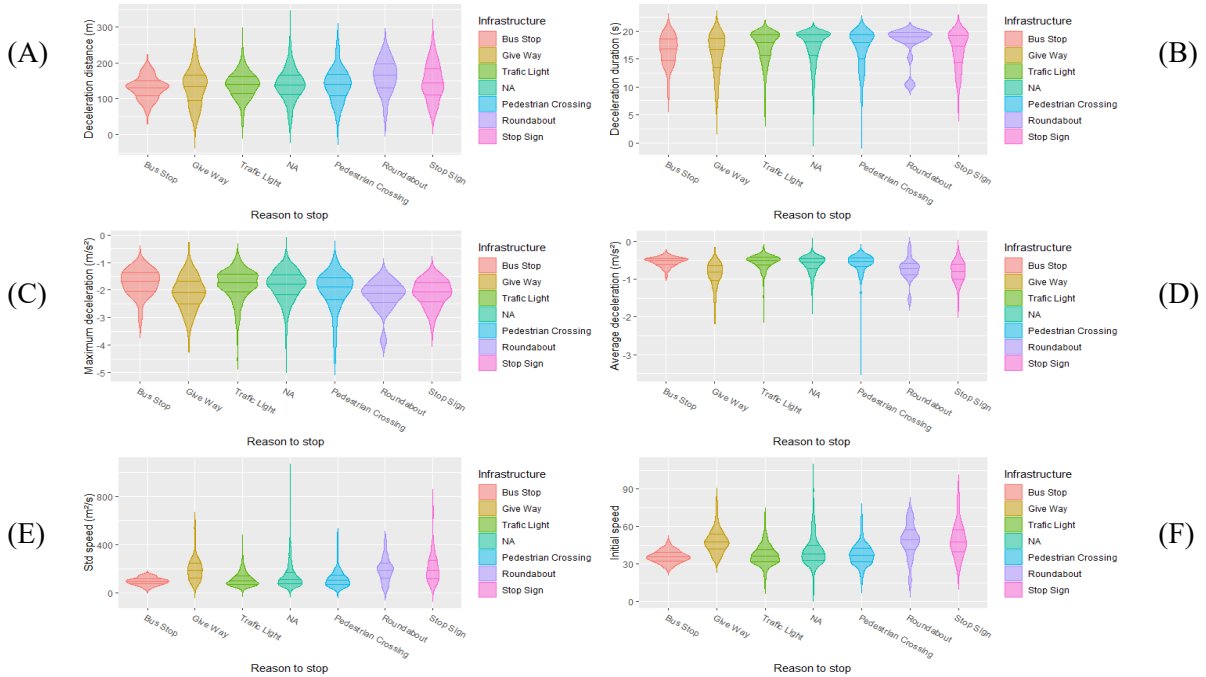 (A)
Deceleration distance (m)
300
200
100
0
Bus Stop
Give Way
Trafic Light
NA
Pedestrian Crossing
Roundabout
Stop Sign
Reason to stop
Infrastructure
Bus Stop
Give Way
Trafic Light
NA
Pedestrian Crossing
Roundabout
Stop Sign
(B)
Deceleration duration (s)
20
15
10
5
0
Bus Stop
Give Way
Trafic Light
NA
Pedestrian Crossing
Roundabout
Stop Sign
Reason to stop
Infrastructure
Bus Stop
Give Way
Trafic Light
NA
Pedestrian Crossing
Roundabout
Stop Sign
(C)
Maximum deceleration (m/s²)
0
-1
-2
-3
-4
-5
Bus Stop
Give Way
Trafic Light
NA
Pedestrian Crossing
Roundabout
Stop Sign
Reason to stop
Infrastructure
Bus Stop
Give Way
Trafic Light
NA
Pedestrian Crossing
Roundabout
Stop Sign
(D)
Average deceleration (m/s²)
0
-1
-2
-3
Bus Stop
Give Way
Trafic Light
NA
Pedestrian Crossing
Roundabout
Stop Sign
Reason to stop
Infrastructure
Bus Stop
Give Way
Trafic Light
NA
Pedestrian Crossing
Roundabout
Stop Sign
(E)
Std speed (m²/s)
800
400
0
Bus Stop
Give Way
Trafic Light
NA
Pedestrian Crossing
Roundabout
Stop Sign
Reason to stop
Infrastructure
Bus Stop
Give Way
Trafic Light
NA
Pedestrian Crossing
Roundabout
Stop Sign
(F)
Initial speed
90
60
30
0
Bus Stop
Give Way
Trafic Light
NA
Pedestrian Crossing
Roundabout
Stop Sign
Reason to stop
Infrastructure
Bus Stop
Give Way
Trafic Light
NA
Pedestrian Crossing
Roundabout
Stop Sign